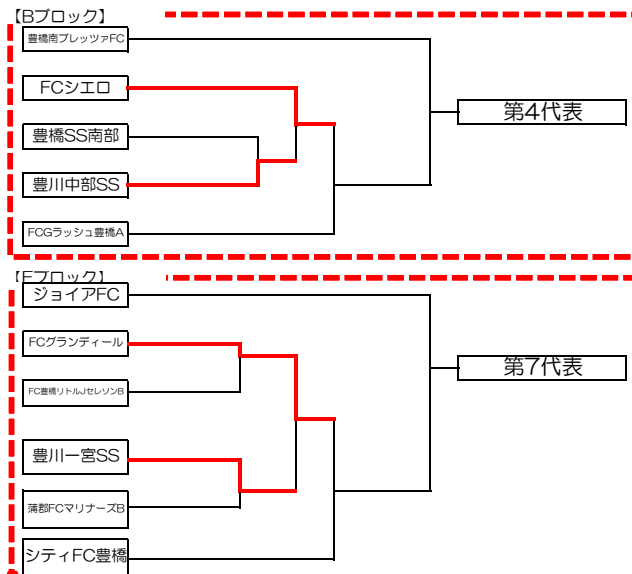 【Bブロック】
豊橋南プレッツァFC
FCシエロ
第4代表
豊橋SS南部
豊川中部SS
FCGラッシュ豊橋A
【Eブロック】
ジョイアFC
FCグランディール
第7代表
FC豊橋リトルJセレソンB
豊川一宮SS
蒲郡FCマリナーズB
シティFC豊橋